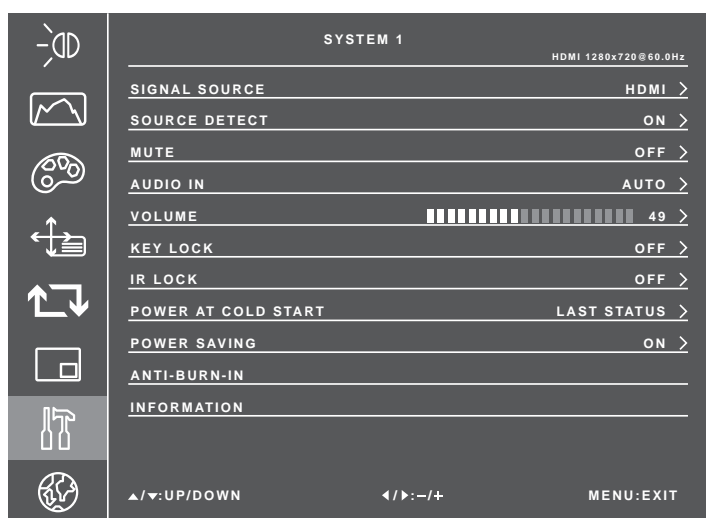 SYSTEM 1
HDMI 1280x720@60.0Hz
SIGNAL SOURCE HDMI >
SOURCE DETECT ON >
MUTE OFF >
AUDIO IN AUTO >
VOLUME 49 >
KEY LOCK OFF >
IR LOCK OFF >
POWER AT COLD START LAST STATUS >
POWER SAVING ON >
ANTI-BURN-IN
INFORMATION
▲/▼:UP/DOWN ◀/▶:−/+ MENU:EXIT